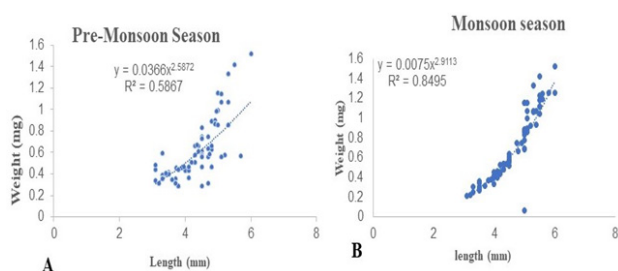 Pre-Monsoon Season
y = 0.0366x^2.5872
R² = 0.5867
Weight (mg)
1.6
1.4
1.2
1
0.8
0.6
0.4
0.2
0
0 2 4 6 8
Length (mm)
A
Monsoon season
y = 0.0075x^2.9113
R² = 0.8495
Weight (mg)
1.6
1.4
1.2
1
0.8
0.6
0.4
0.2
0
0 2 4 6 8
length (mm)
B